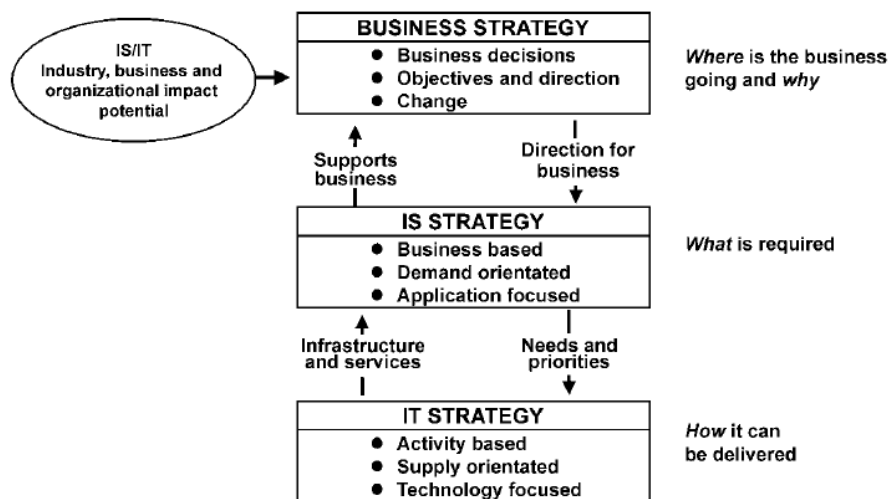 IS/IT
Industry, business and
organizational impact
potential
BUSINESS STRATEGY
● Business decisions
● Objectives and direction
● Change
Where is the business
going and why
Supports
business
Direction for
business
IS STRATEGY
● Business based
● Demand orientated
● Application focused
What is required
Infrastructure
and services
Needs and
priorities
IT STRATEGY
● Activity based
● Supply orientated
● Technology focused
How it can
be delivered